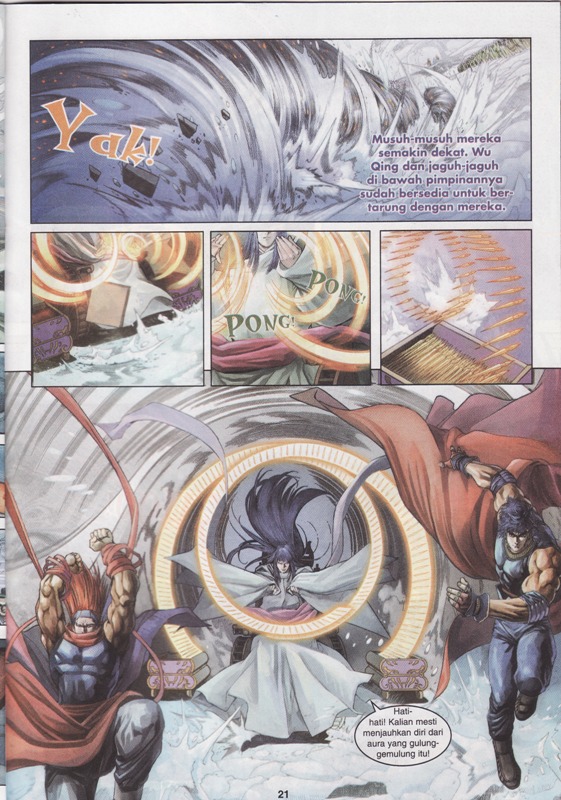 Yak!
Musuh-musuh mereka
semakin dekat. Wu
Qing dan jaguh-jaguh
di bawah pimpinannya
sudah bersedia untuk ber-
tarung dengan mereka.
PONG!
PONG!
Hati-
hati! Kalian mesti
menjauhkan diri dari
aura yang gulung-
gemulung itu!
21